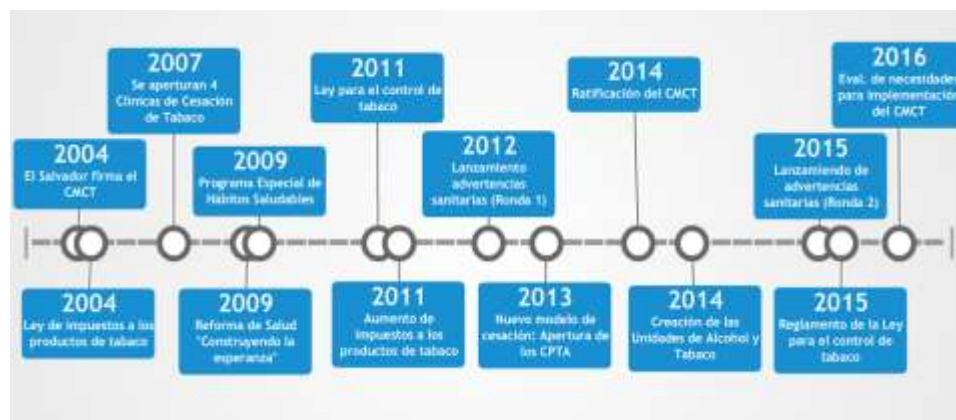 2004
El Salvador firma el
CMCT
2004
Ley de impuestos a los
productos de tabaco
2007
Se aperturan 4
Clínicas de Cesación
de Tabaco
2009
Reforma de Salud
"Construyendo la
esperanza"
2009
Programa Especial de
Hábitos Saludables
2011
Ley para el control de
tabaco
2011
Aumento de
impuestos a los
productos de tabaco
2012
Lanzamiento
advertencias
sanitarias (Ronda 1)
2013
Nuevo modelo de
cesación: Apertura de
los CPTA
2014
Ratificación del CMCT
2014
Creación de las
Unidades de Alcohol y
Tabaco
2015
Lanzamiendo de
advertencias
sanitarias (Ronda 2)
2015
Reglamento de la Ley
para el control de
tabaco
2016
Eval. de necesidades
para implementación
del CMCT